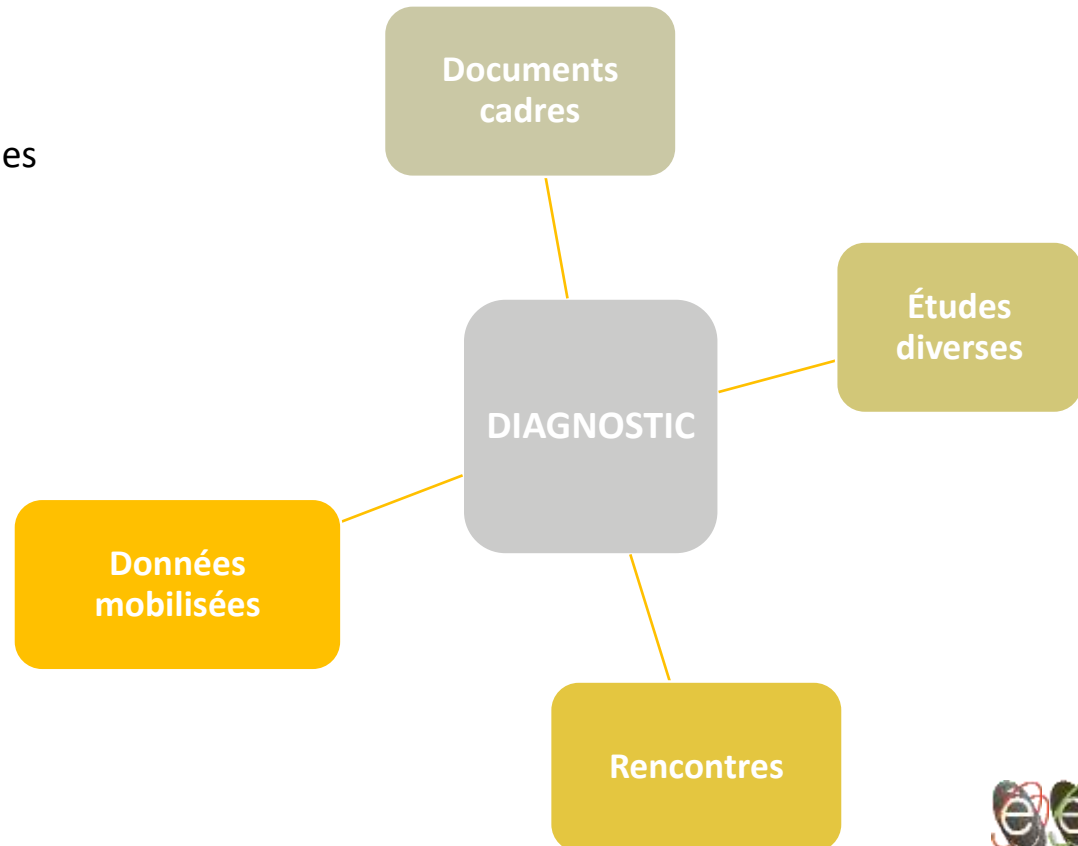 Documents
cadres
es
Études
diverses
DIAGNOSTIC
Données
mobilisées
Rencontres